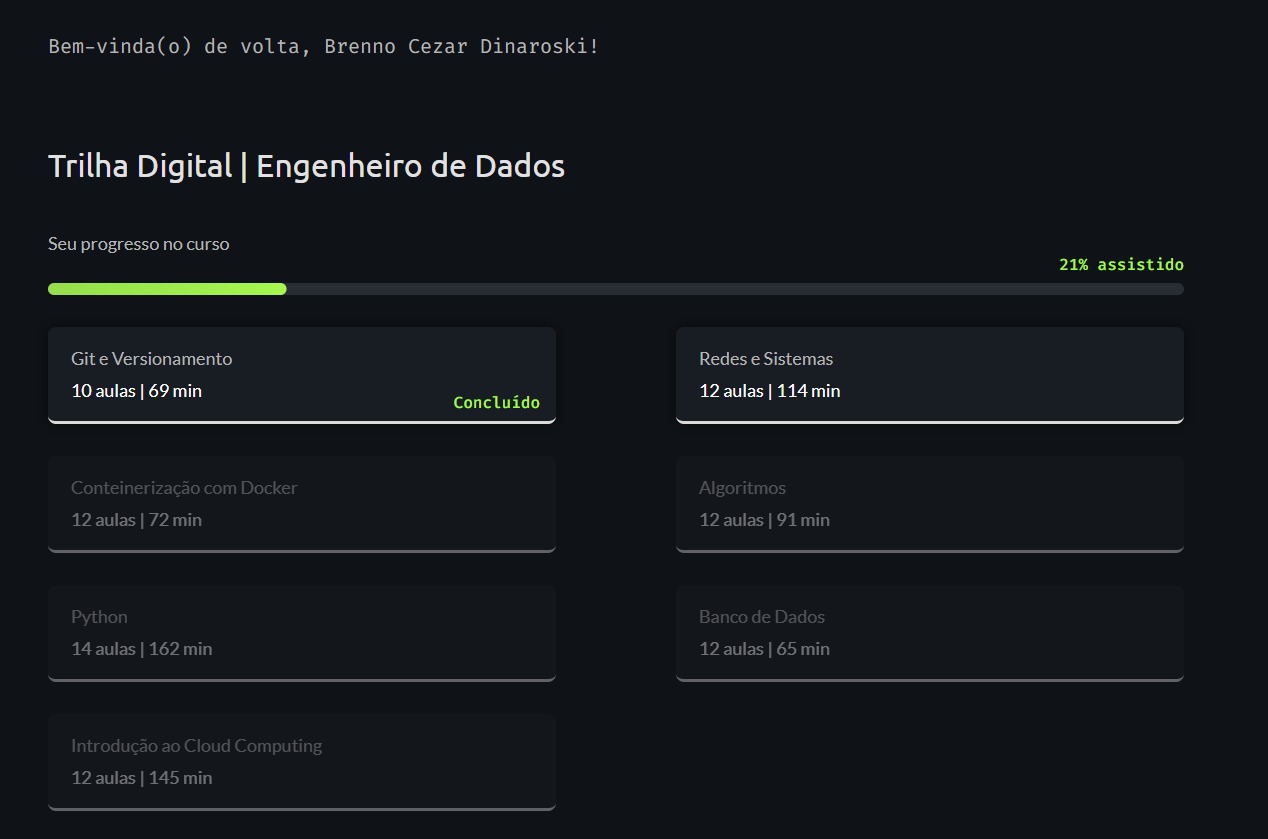 Bem-vinda(o) de volta, Brenno Cezar Dinaroski!
Trilha Digital | Engenheiro de Dados
Seu progresso no curso
21% assistido
Git e Versionamento
10 aulas | 69 min
Concluído
Redes e Sistemas
12 aulas | 114 min
Conteinerização com Docker
12 aulas | 72 min
Algoritmos
12 aulas | 91 min
Python
14 aulas | 162 min
Banco de Dados
12 aulas | 65 min
Introdução ao Cloud Computing
12 aulas | 145 min